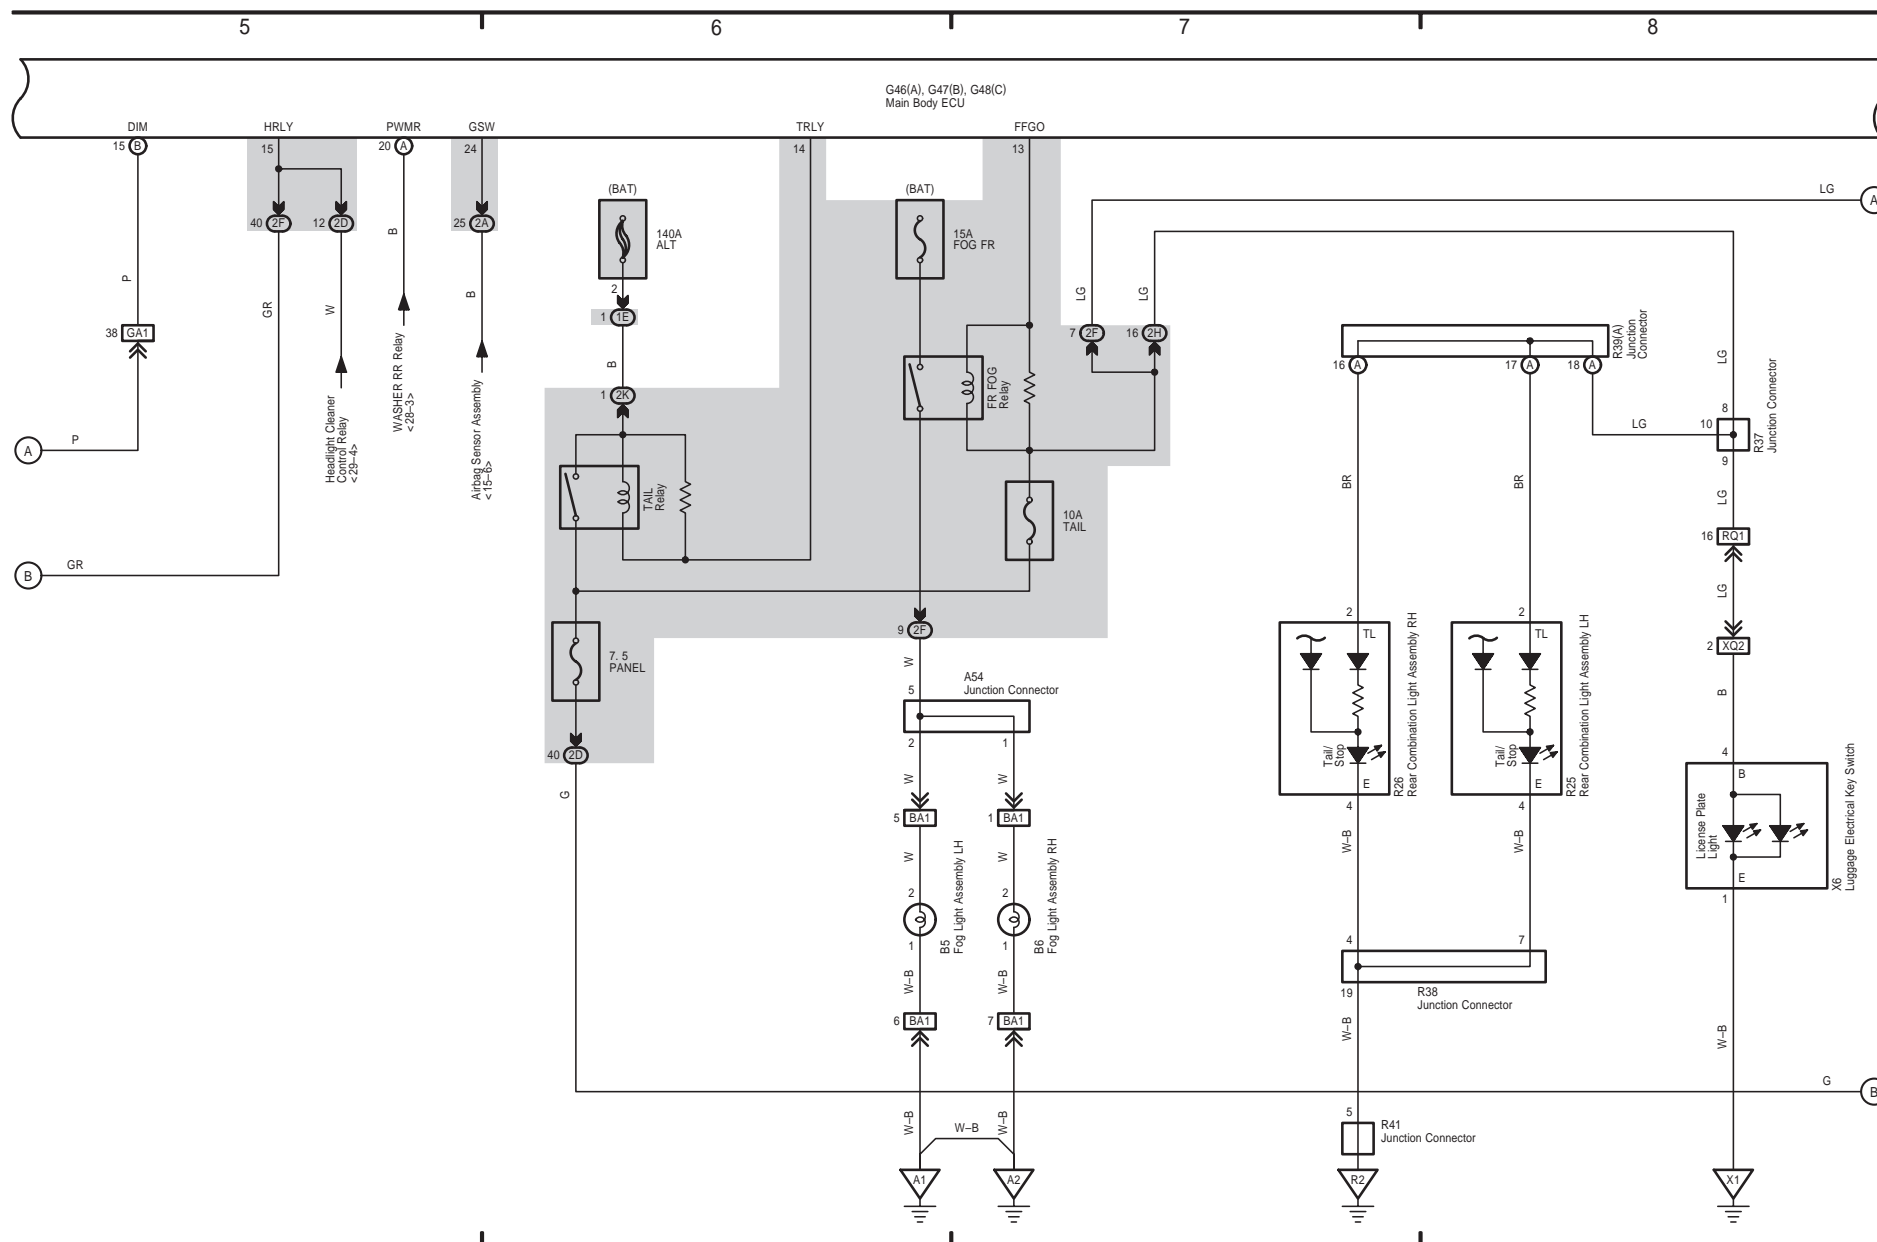 5 6 7 8
G46(A), G47(B), G48(C)
Main Body ECU
DIM HRLY PWMR GSW TRLY FFGO
15 B 15 20 A 24 14 13
(BAT) (BAT)
LG A
40 2F 12 2D 25 2A
140A
ALT
15A
FOG FR
B
P
GR
W
B
2
1 1E
LG
LG
38 GA1
7 2F 16 2H
R39(A)
Junction
Connector
16 A 17 A 18 A
LG
B
1 2K
WASHER RR Relay
<28–3>
Headlight Cleaner
Control Relay
<29–4>
Airbag Sensor Assembly
<15–6>
FR FOG
Relay
8
10
LG
R37
Junction Connector
9
A P
BR
BR
LG
TAIL
Relay
10A
TAIL
16 RQ1
B GR
LG
9 2F
7. 5
PANEL
2 2
TL TL
Tail/
Stop
Tail/
Stop
E E
R26
Rear Combination Light Assembly RH
R25
Rear Combination Light Assembly LH
2 XQ2
W
5
A54
Junction Connector
B
2 1
40 2D
G
W
W
4
B
License Plate
Light
E
X6
Luggage Electrical Key Switch
1
5 BA1 1 BA1
4 4
W–B
W–B
W
W
2 2
1 1
B5
Fog Light Assembly LH
B6
Fog Light Assembly RH
4 7
W–B
W–B
19
R38
Junction Connector
6 BA1 7 BA1
W–B
W–B
G B
W–B
W–B
W–B
5
R41
Junction Connector
A1 A2 R2 X1